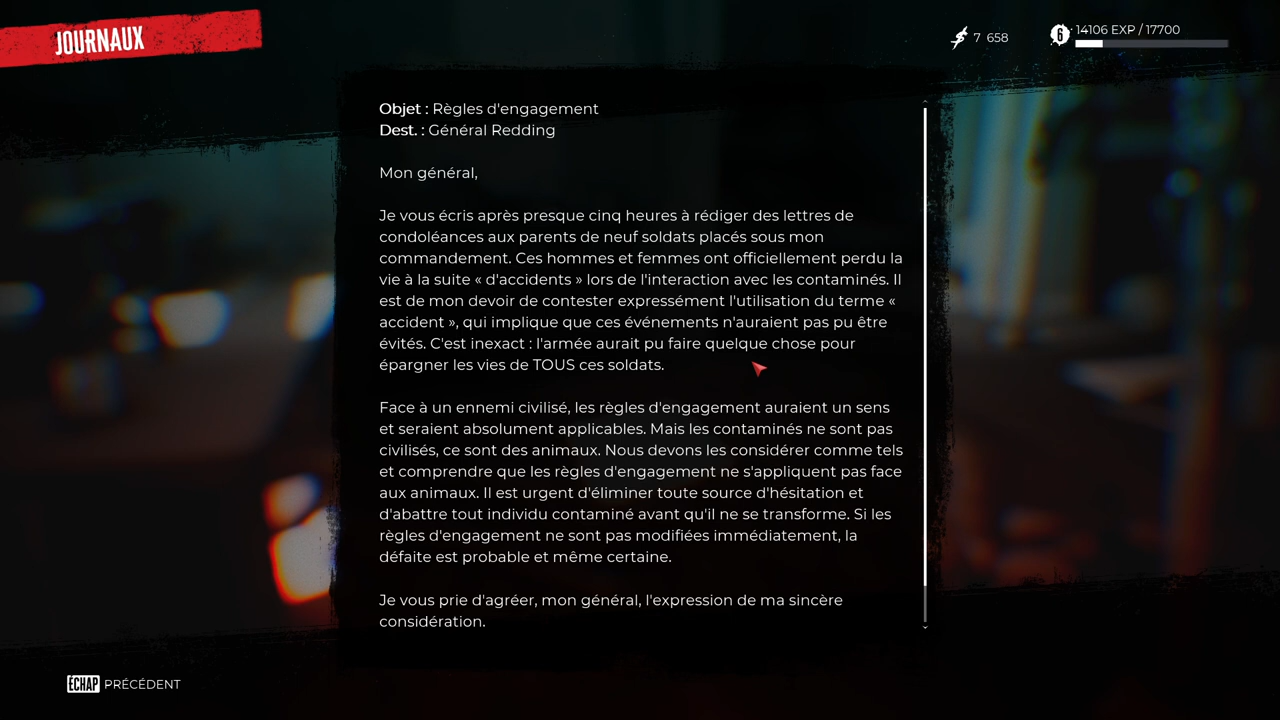 JOURNAUX
7 658
6
14106 EXP / 17700
Objet : Règles d'engagement
Dest. : Général Redding
Mon général,
Je vous écris après presque cinq heures à rédiger des lettres de
condoléances aux parents de neuf soldats placés sous mon
commandement. Ces hommes et femmes ont officiellement perdu la
vie à la suite « d'accidents » lors de l'interaction avec les contaminés. Il
est de mon devoir de contester expressément l'utilisation du terme «
accident », qui implique que ces événements n'auraient pas pu être
évités. C'est inexact : l'armée aurait pu faire quelque chose pour
épargner les vies de TOUS ces soldats.
Face à un ennemi civilisé, les règles d'engagement auraient un sens
et seraient absolument applicables. Mais les contaminés ne sont pas
civilisés, ce sont des animaux. Nous devons les considérer comme tels
et comprendre que les règles d'engagement ne s'appliquent pas face
aux animaux. Il est urgent d'éliminer toute source d'hésitation et
d'abattre tout individu contaminé avant qu'il ne se transforme. Si les
règles d'engagement ne sont pas modifiées immédiatement, la
défaite est probable et même certaine.
Je vous prie d'agréer, mon général, l'expression de ma sincère
considération.
ÉCHAP PRÉCÉDENT